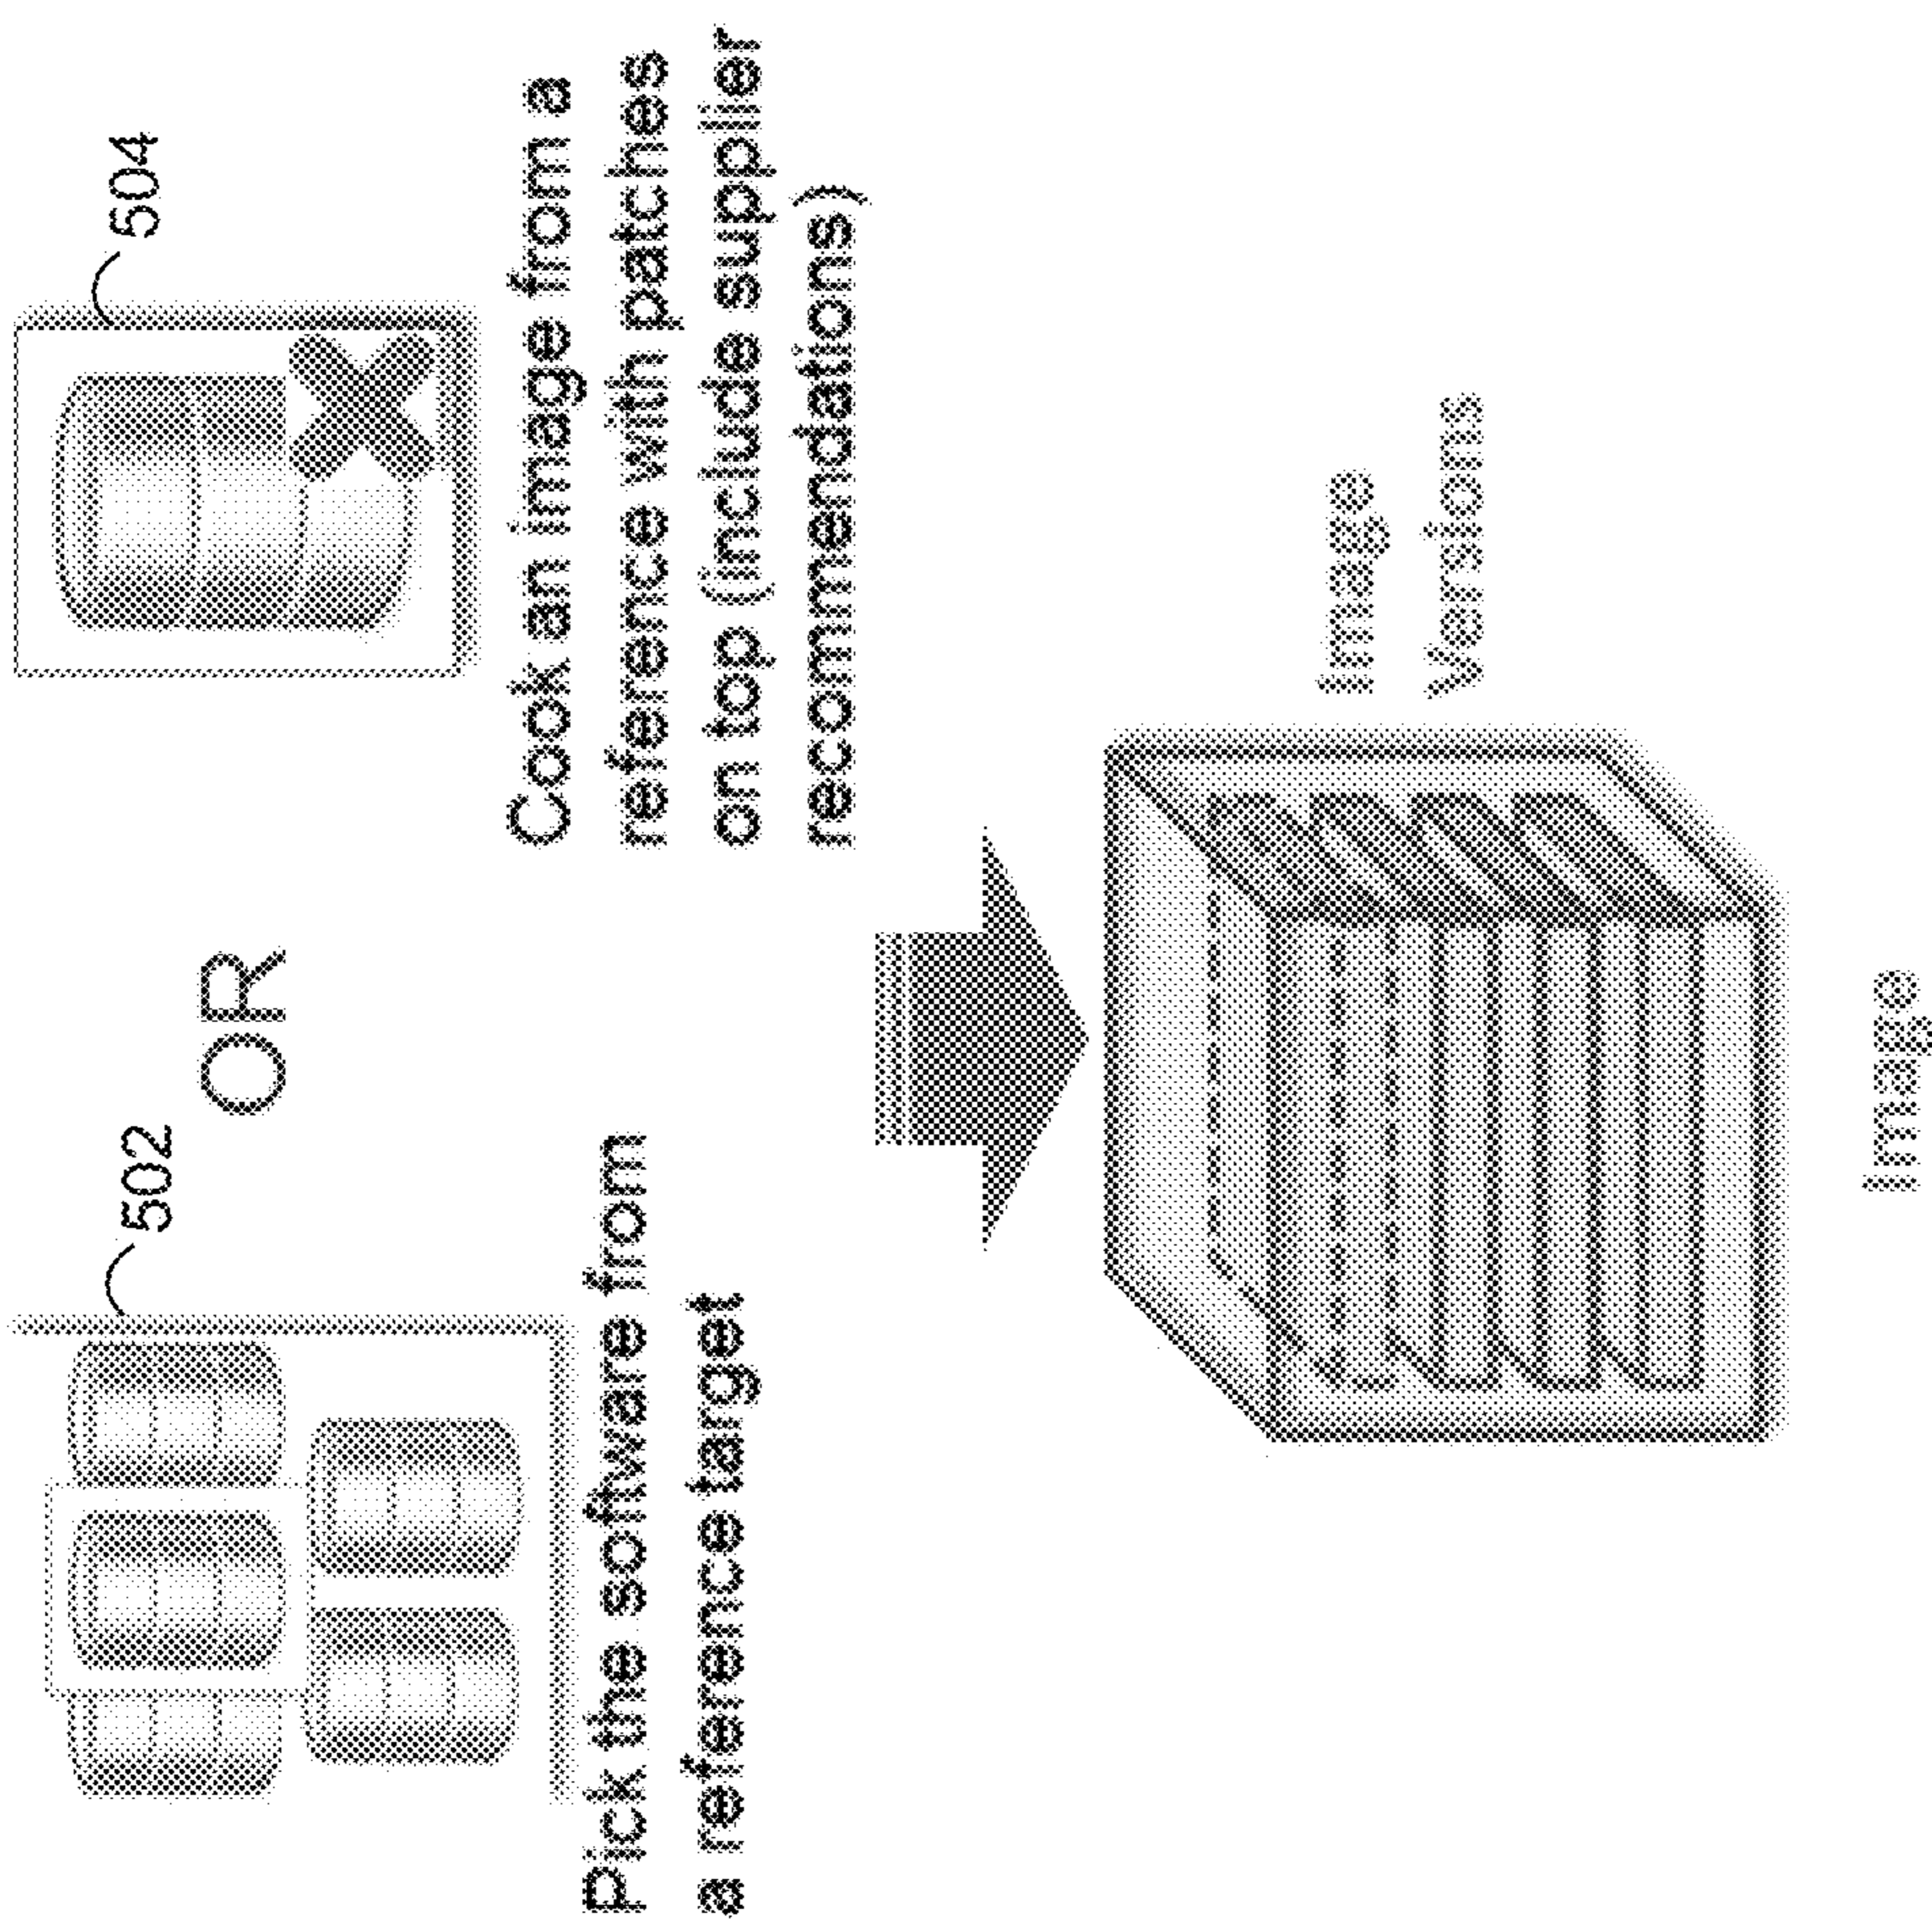 502
OR
504
Pick the software from
a reference target
Cook an image from a
reference with patches
on top (include supplier
recommendations)
Image
Versions
Image